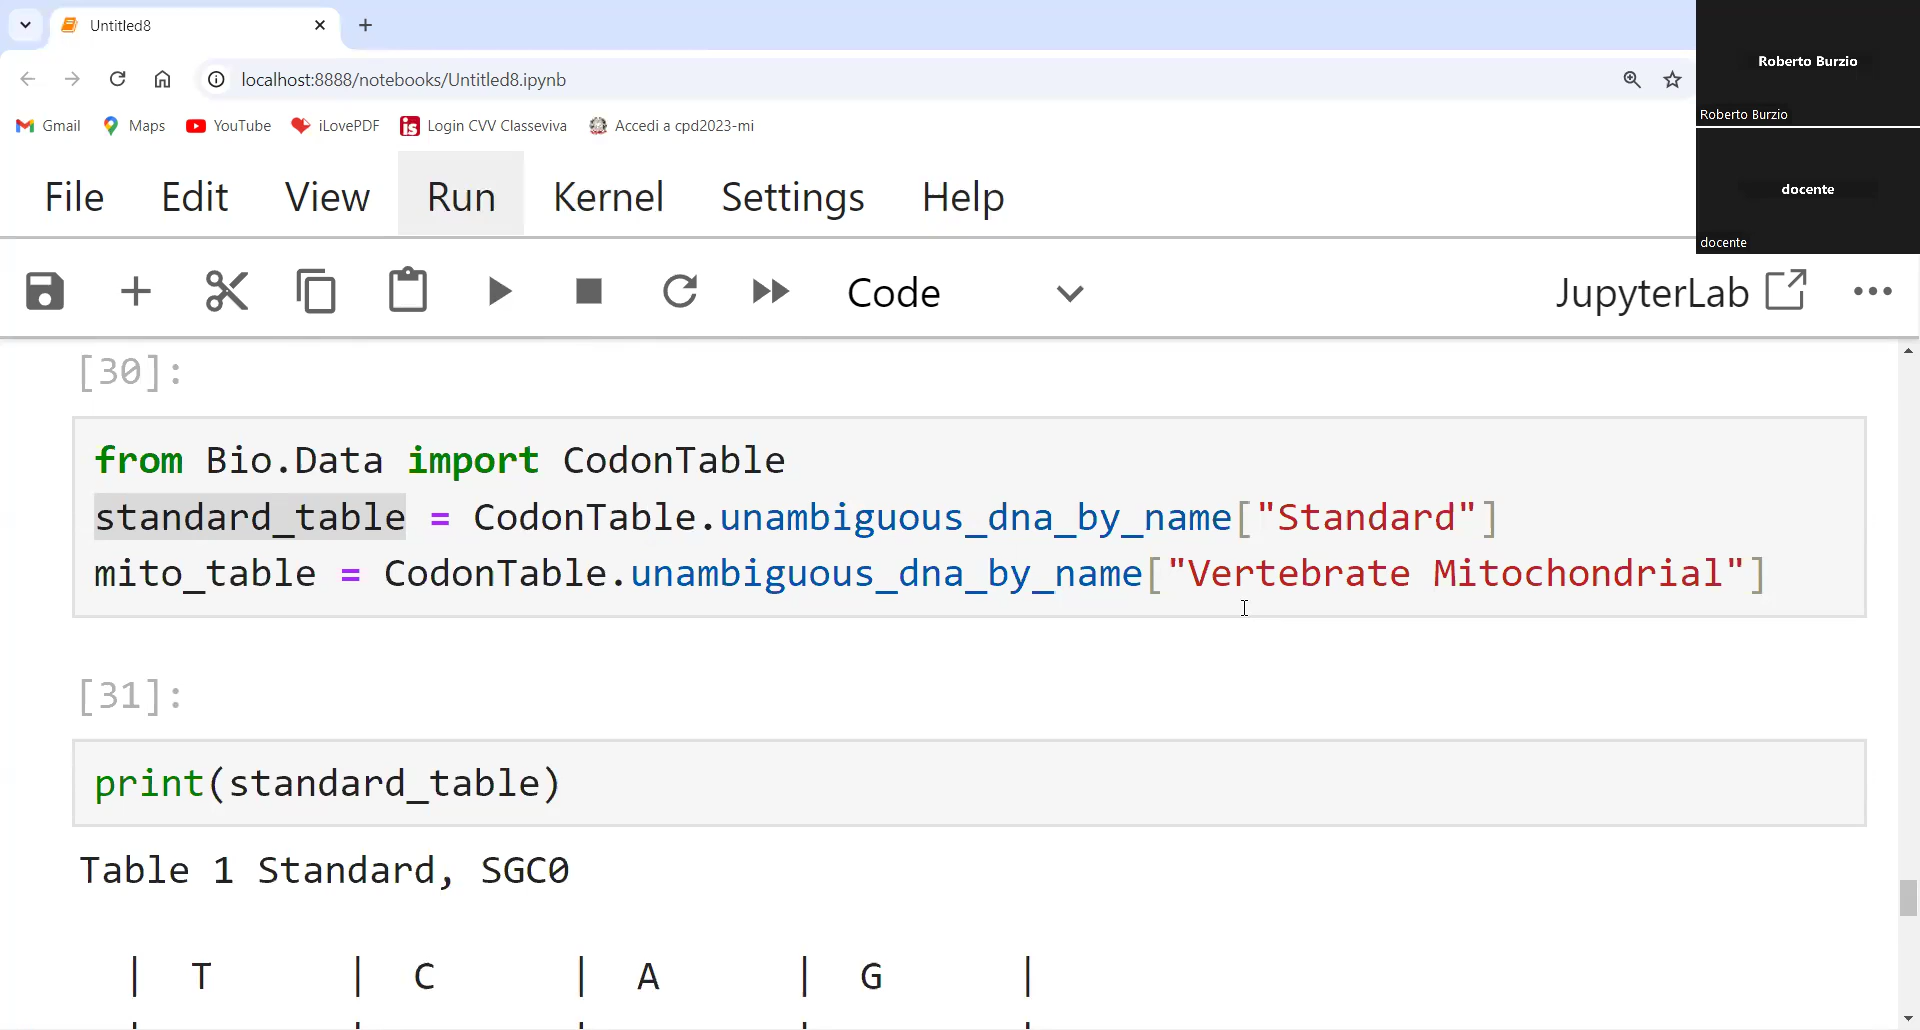 Untitled8
localhost:8888/notebooks/Untitled8.ipynb
Gmail Maps YouTube iLovePDF Login CVV Classeviva Accedi a cpd2023-mi
Roberto Burzio
Roberto Burzio
docente
docente
File Edit View Run Kernel Settings Help
Code JupyterLab
[30]:
from Bio.Data import CodonTable
standard_table = CodonTable.unambiguous_dna_by_name["Standard"]
mito_table = CodonTable.unambiguous_dna_by_name["Vertebrate Mitochondrial"]
[31]:
print(standard_table)
Table 1 Standard, SGC0
| T | C | A | G |